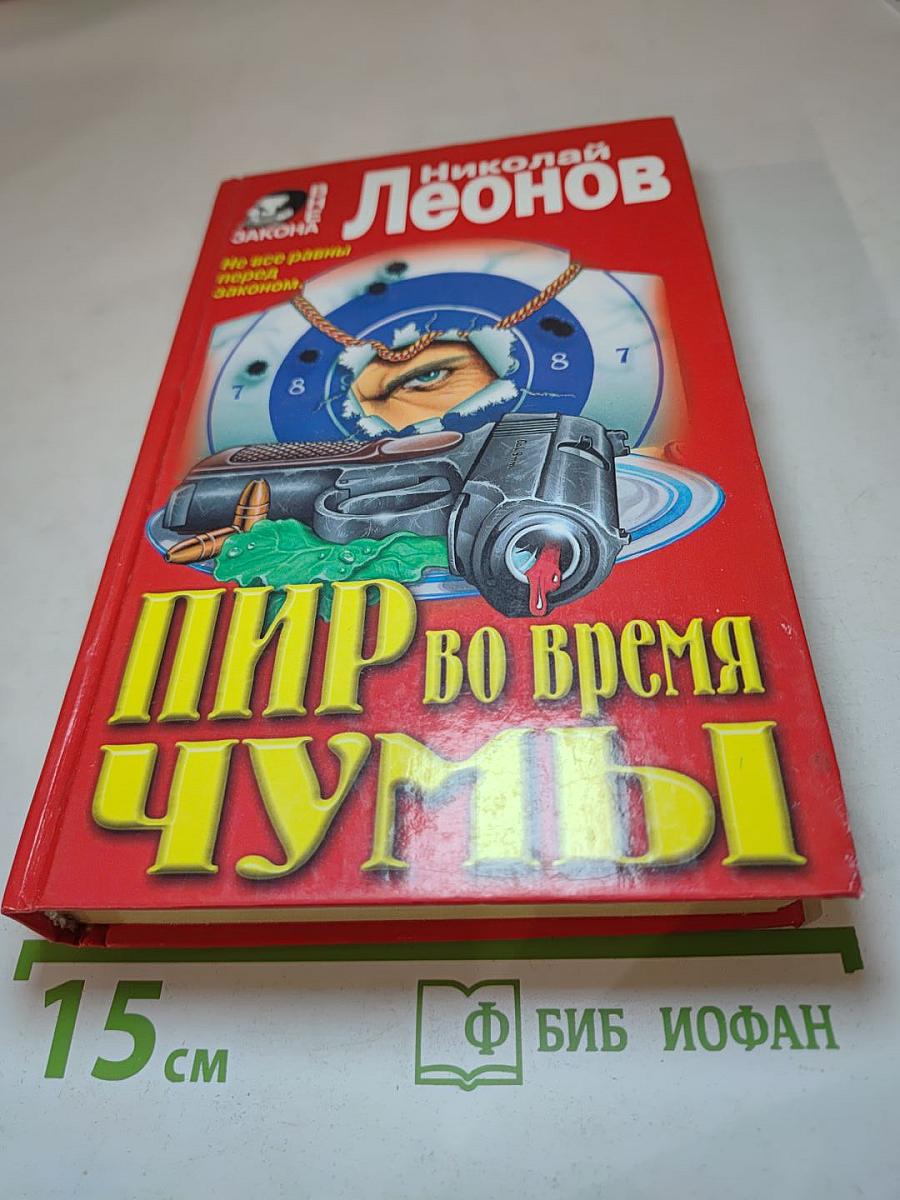 Николай
Леонов
ЗАКОНА
Не все равны
перед
законом.
7 8 8 7
ПИР во время
ЧУМЫ
15 см
Ф БИБ ИОФАН